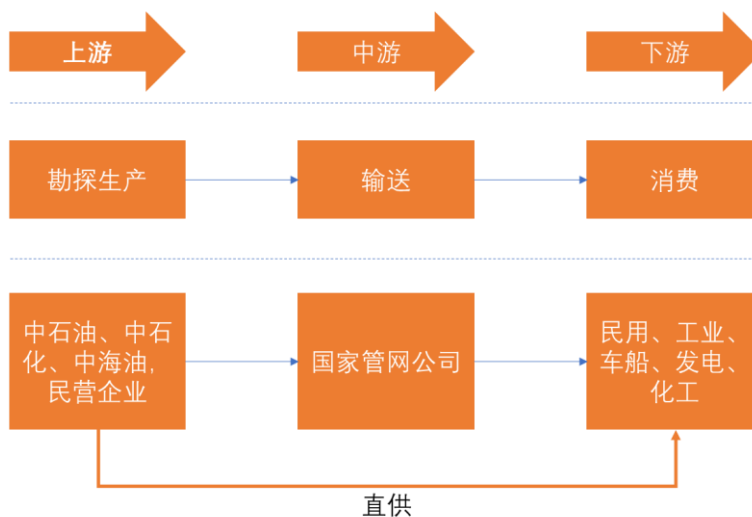 上游
中游
下游
勘探生产
输送
消费
中石油、中石
化、中海油,
民营企业
国家管网公司
民用、工业、
车船、发电、
化工
直供